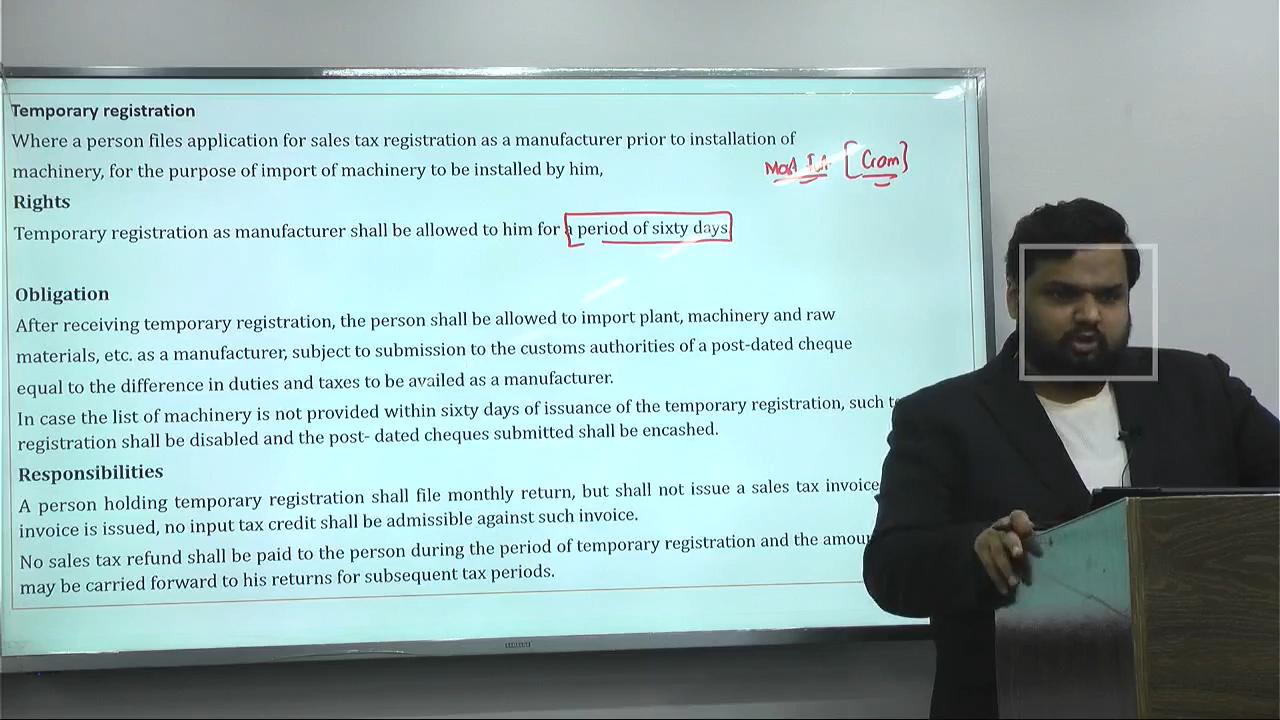 Temporary registration
Where a person files application for sales tax registration as a manufacturer prior to installation of
machinery, for the purpose of import of machinery to be installed by him,
[Crom}
Rights
Temporary registration as manufacturer shall be allowed to him for a period of sixty days
Obligation
After receiving temporary registration, the person shall be allowed to import plant, machinery and raw
materials, etc. as a manufacturer, subject to submission to the customs authorities of a post-dated cheque
equal to the difference in duties and taxes to be availed as a manufacturer.
In case the list of machinery is not provided within sixty days of issuance of the temporary registration, such
registration shall be disabled and the post- dated cheques submitted shall be encashed.
Responsibilities
A person holding temporary registration shall file monthly return, but shall not issue a sales tax invoice
invoice is issued, no input tax credit shall be admissible against such invoice.
No sales tax refund shall be paid to the person during the period of temporary registration and the amou
may be carried forward to his returns for subsequent tax periods.
SAMSUNG